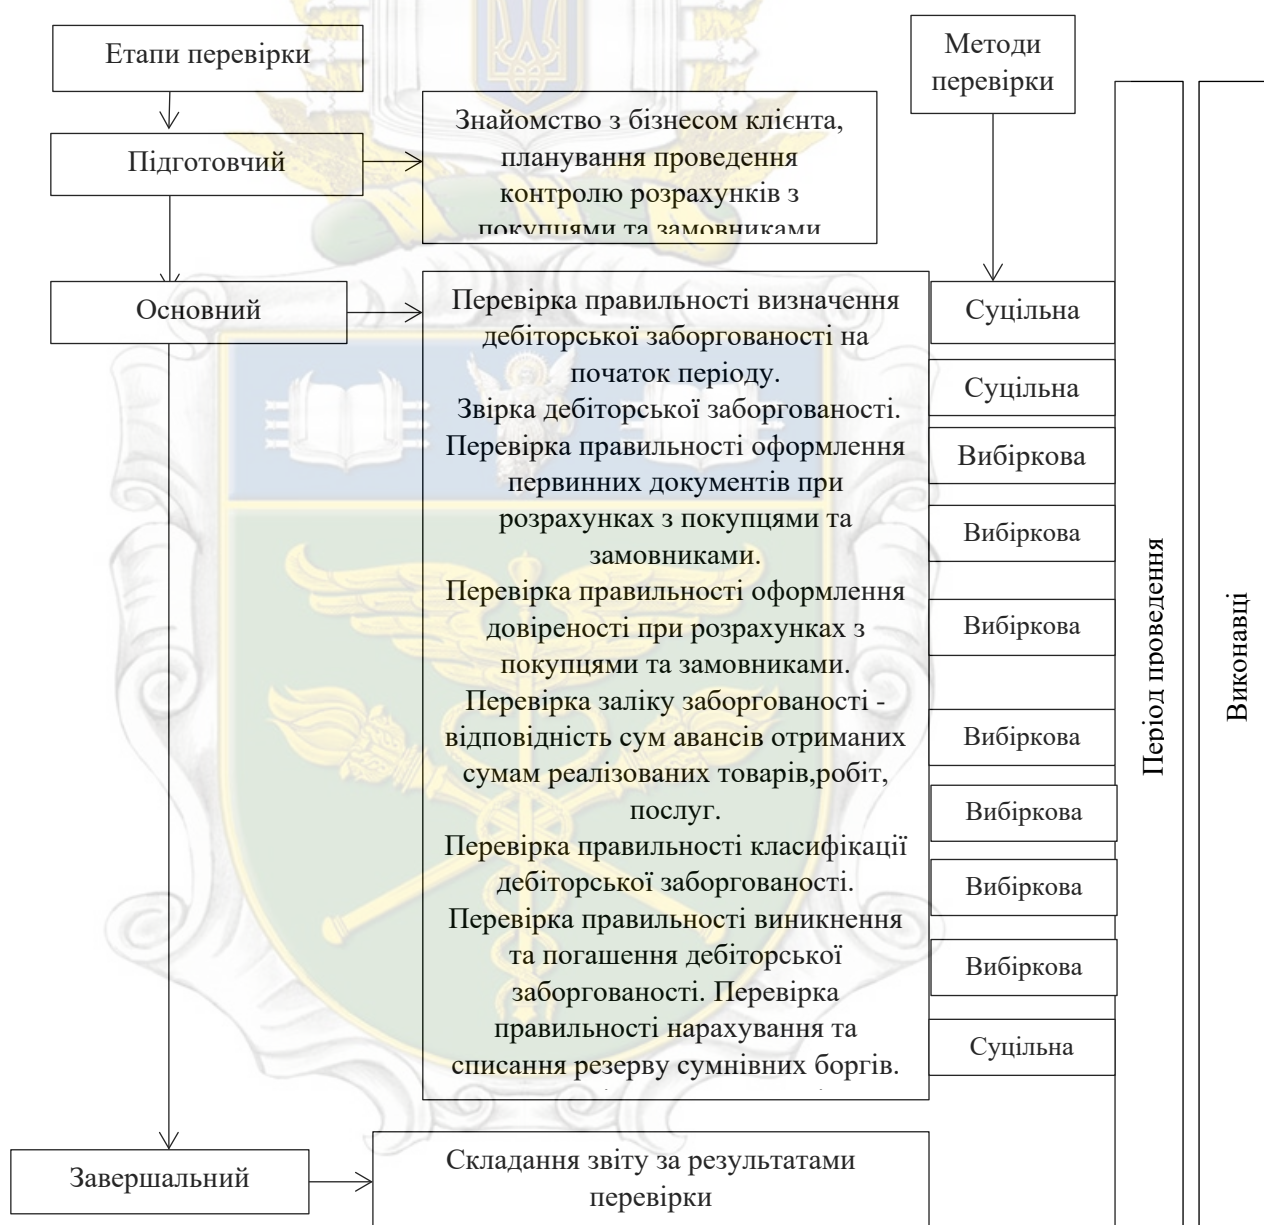 Етапи перевірки
Методи
перевірки
Підготовчий
Знайомство з бізнесом клієнта,
планування проведення
контролю розрахунків з
покупцями та замовниками
Основний
Перевірка правильності визначення
дебіторської заборгованості на
початок періоду.
Звірка дебіторської заборгованості.
Перевірка правильності оформлення
первинних документів при
розрахунках з покупцями та
замовниками.
Перевірка правильності оформлення
довіреності при розрахунках з
покупцями та замовниками.
Перевірка заліку заборгованості -
відповідність сум авансів отриманих
сумам реалізованих товарів,робіт,
послуг.
Перевірка правильності класифікації
дебіторської заборгованості.
Перевірка правильності виникнення
та погашення дебіторської
заборгованості. Перевірка
правильності нарахування та
списання резерву сумнівних боргів.
Суцільна
Суцільна
Вибіркова
Вибіркова
Вибіркова
Вибіркова
Вибіркова
Вибіркова
Вибіркова
Суцільна
Період проведення
Виконавці
Завершальний
Складання звіту за результатами
перевірки